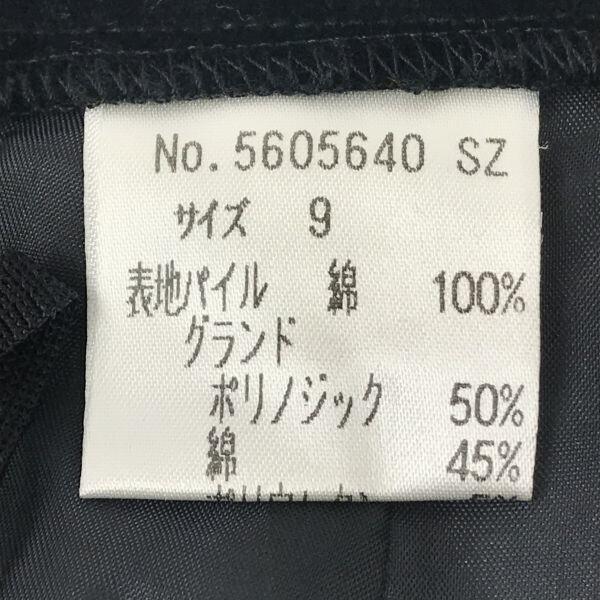 No.5605640 SZ
サイズ 9
表地パイル 綿 100%
グランド
ポリノジック 50%
綿 45%